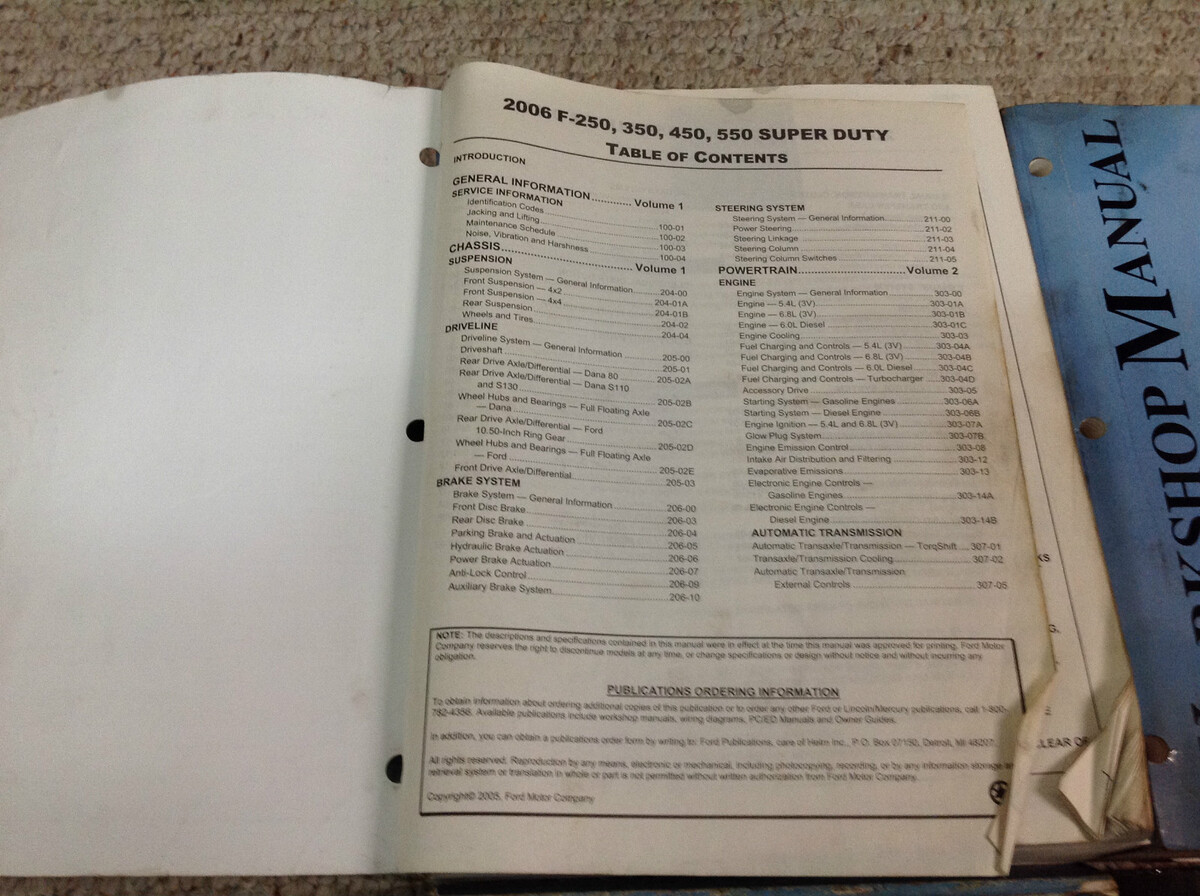 2006 F-250, 350, 450, 550 SUPER DUTY
TABLE OF CONTENTS
INTRODUCTION
GENERAL INFORMATION............ Volume 1
SERVICE INFORMATION
Identification Codes 100-01
Jacking and Lifting 100-02
Maintenance Schedule 100-03
Noise, Vibration and Harshness 100-04
CHASSIS.................................. Volume 1
SUSPENSION
Suspension System — General Information 204-00
Front Suspension — 4x2 204-01A
Front Suspension — 4x4 204-01B
Rear Suspension 204-02
Wheels and Tires 204-04
DRIVELINE
Driveline System — General Information 205-00
Driveshaft 205-01
Rear Drive Axle/Differential — Dana 80 205-02A
Rear Drive Axle/Differential — Dana S110
and S130 205-02B
Wheel Hubs and Bearings — Full Floating Axle
— Dana 205-02C
Rear Drive Axle/Differential — Ford
10.50-Inch Ring Gear 205-02D
Wheel Hubs and Bearings — Full Floating Axle
— Ford 205-02E
Front Drive Axle/Differential 205-03
BRAKE SYSTEM
Brake System — General Information 206-00
Front Disc Brake 206-03
Rear Disc Brake 206-04
Parking Brake and Actuation 206-05
Hydraulic Brake Actuation 206-06
Power Brake Actuation 206-07
Anti-Lock Control 206-09
Auxiliary Brake System 206-10
STEERING SYSTEM
Steering System — General Information 211-00
Power Steering 211-02
Steering Linkage 211-03
Steering Column 211-04
Steering Column Switches 211-05
POWERTRAIN........................... Volume 2
ENGINE
Engine System — General Information 303-00
Engine — 5.4L (3V) 303-01A
Engine — 6.8L (3V) 303-01B
Engine — 6.0L Diesel 303-01C
Engine Cooling 303-03
Fuel Charging and Controls — 5.4L (3V) 303-04A
Fuel Charging and Controls — 6.8L (3V) 303-04B
Fuel Charging and Controls — 6.0L Diesel 303-04C
Fuel Charging and Controls — Turbocharger 303-04D
Accessory Drive 303-05
Starting System — Gasoline Engines 303-06A
Starting System — Diesel Engine 303-06B
Engine Ignition — 5.4L and 6.8L (3V) 303-07A
Glow Plug System 303-07B
Engine Emission Control 303-08
Intake Air Distribution and Filtering 303-12
Evaporative Emissions 303-13
Electronic Engine Controls —
Gasoline Engines 303-14A
Electronic Engine Controls —
Diesel Engine 303-14B
AUTOMATIC TRANSMISSION
Automatic Transaxle/Transmission — TorqShift 307-01
Transaxle/Transmission Cooling 307-02
Automatic Transaxle/Transmission
External Controls 307-05
NOTE: The descriptions and specifications contained in this manual were in effect at the time this manual was approved for printing. Ford Motor
Company reserves the right to discontinue models at any time, or change specifications or design without notice and without incurring any
obligation.
PUBLICATIONS ORDERING INFORMATION
To obtain information about ordering additional copies of this publication or to order any other Ford or Lincoln/Mercury publications, call 1-800-
782-4356. Available publications include workshop manuals, wiring diagrams, PC/ED Manuals and Owner Guides.
In addition, you can obtain a publications order form by writing to: Ford Publications, care of Helm Inc., P.O. Box 07150, Detroit, MI 48207.
All rights reserved. Reproduction by any means, electronic or mechanical, including photocopying, recording, or by any information storage
retrieval system or translation in whole or part is not permitted without written authorization from Ford Motor Company.
Copyright© 2005, Ford Motor Company
KS
G,
E
CLEAR OF
RKSHOP MANUAL